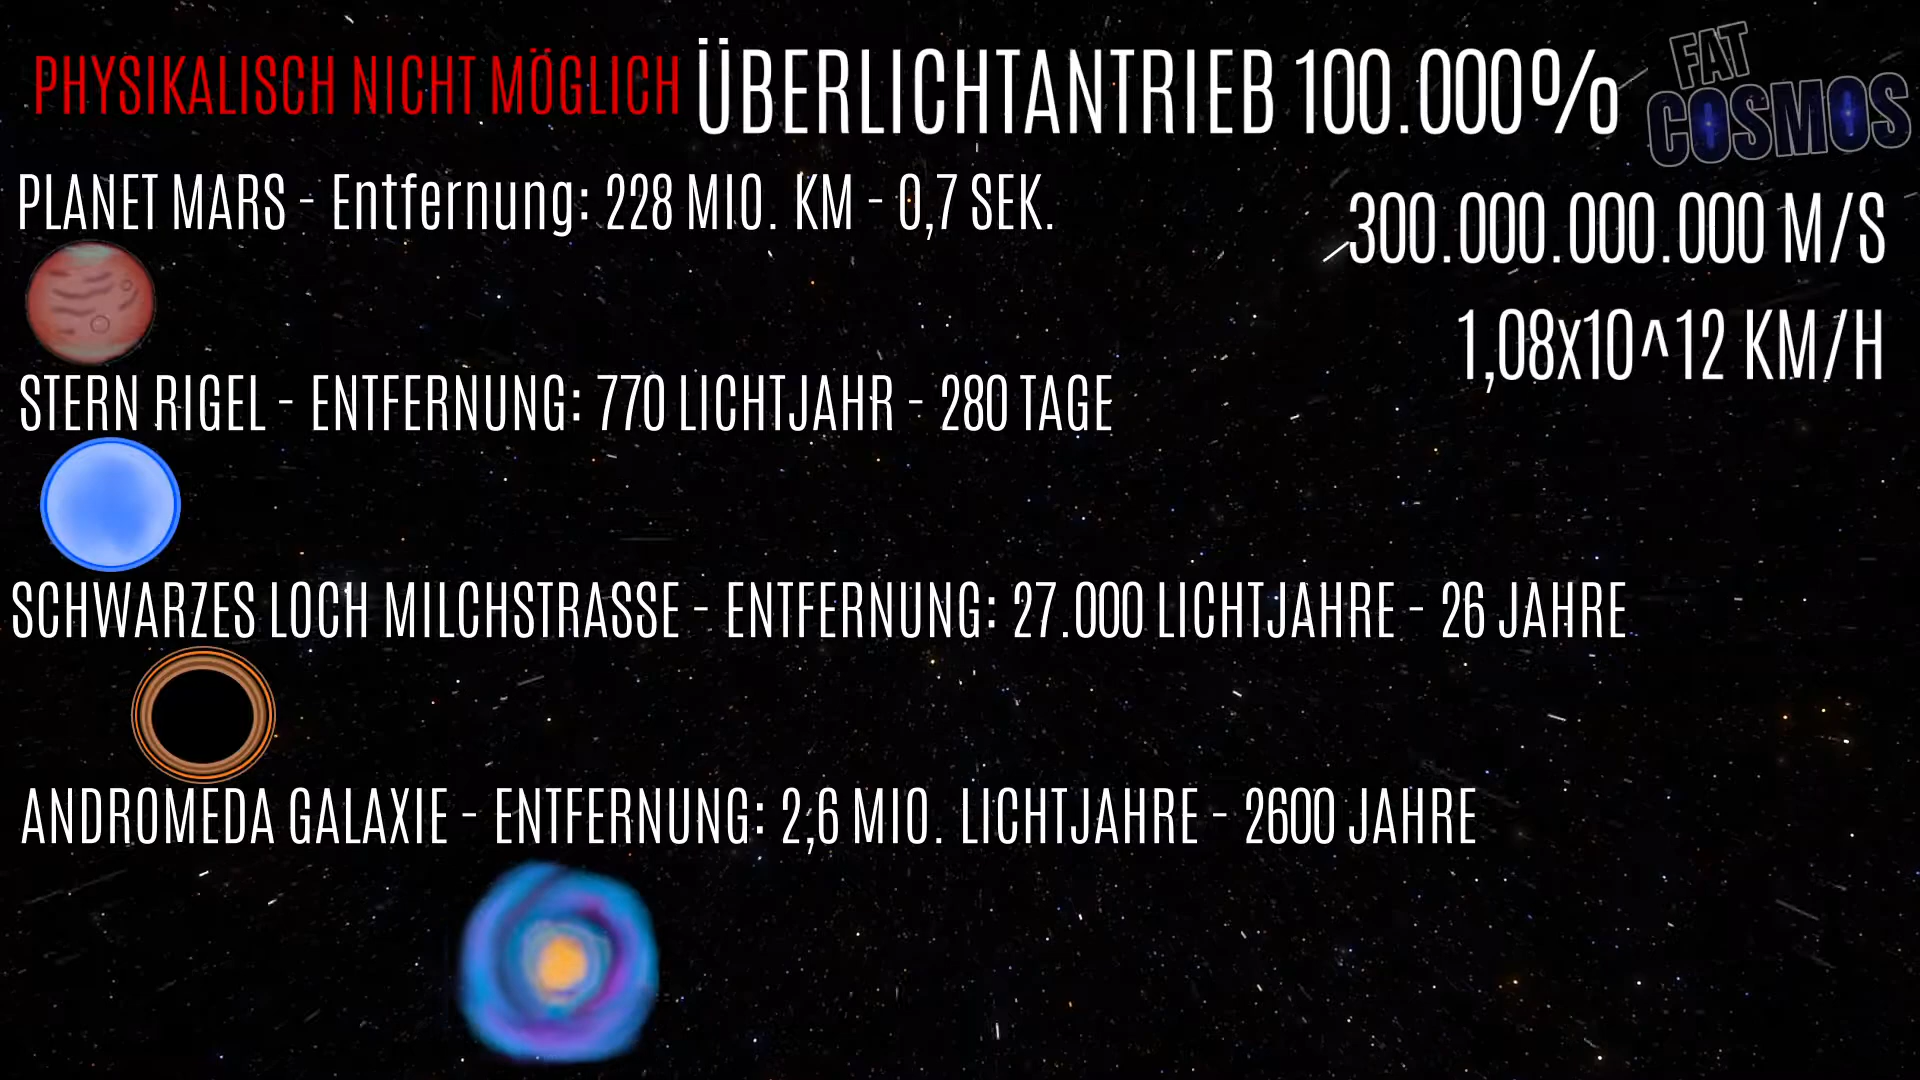 PHYSIKALISCH NICHT MÖGLICH ÜBERLICHTANTRIEB 100.000%
FAT
COSMOS
PLANET MARS - Entfernung: 228 MIO. KM - 0,7 SEK.
300.000.000.000 M/S
1,08x10^12 KM/H
STERN RIGEL - ENTFERNUNG: 770 LICHTJAHR - 280 TAGE
SCHWARZES LOCH MILCHSTRASSE - ENTFERNUNG: 27.000 LICHTJAHRE - 26 JAHRE
ANDROMEDA GALAXIE - ENTFERNUNG: 2,6 MIO. LICHTJAHRE - 2600 JAHRE